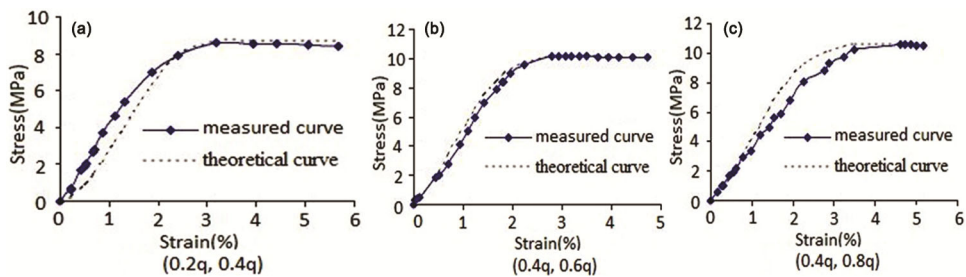 (a)
10
8
6
4
2
0
Stress(MPa)
measured curve
theoretical curve
0 1 2 3 4 5 6
Strain(%)
(0.2q, 0.4q)
(b)
12
10
8
6
4
2
0
Stress(MPa)
measured curve
theoretical curve
0 1 2 3 4 5
Strain(%)
(0.4q, 0.6q)
(c)
12
10
8
6
4
2
0
Stress(MPa)
measured curve
theoretical curve
0 1 2 3 4 5 6
Strain(%)
(0.4q, 0.8q)